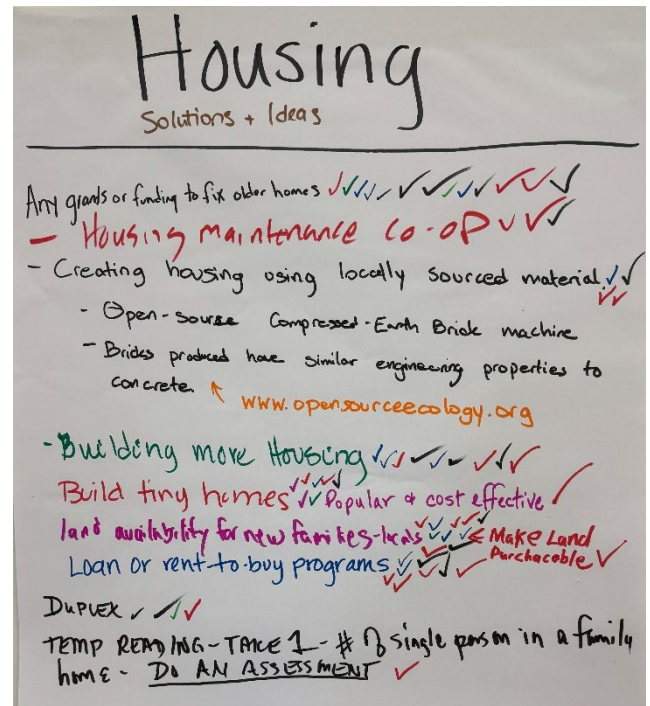 Housing
Solutions + Ideas
Any grants or funding to fix older homes
- Housing maintenance co-op
- Creating housing using locally sourced material
- Open-source Compressed-Earth Brick machine
- Bricks produced have similar engineering properties to
concrete
www.opensourceecology.org
- Building more Housing
Build tiny homes Popular & cost effective
land availability for new families-locals Make Land
Purchacable
Loan or rent-to-buy programs
Duplex
TEMP READING - TAKE 1 - # of single person in a family
home - DO AN ASSESSMENT